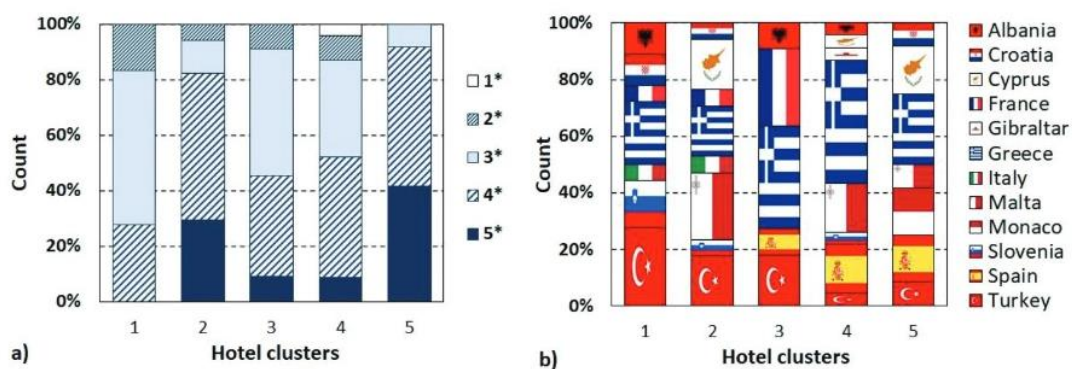 100%
80%
60%
40%
20%
0%
Count
1
2
3
4
5
Hotel clusters
a)
1*
2*
3*
4*
5*
100%
80%
60%
40%
20%
0%
Count
1
2
3
4
5
Hotel clusters
b)
Albania
Croatia
Cyprus
France
Gibraltar
Greece
Italy
Malta
Monaco
Slovenia
Spain
Turkey